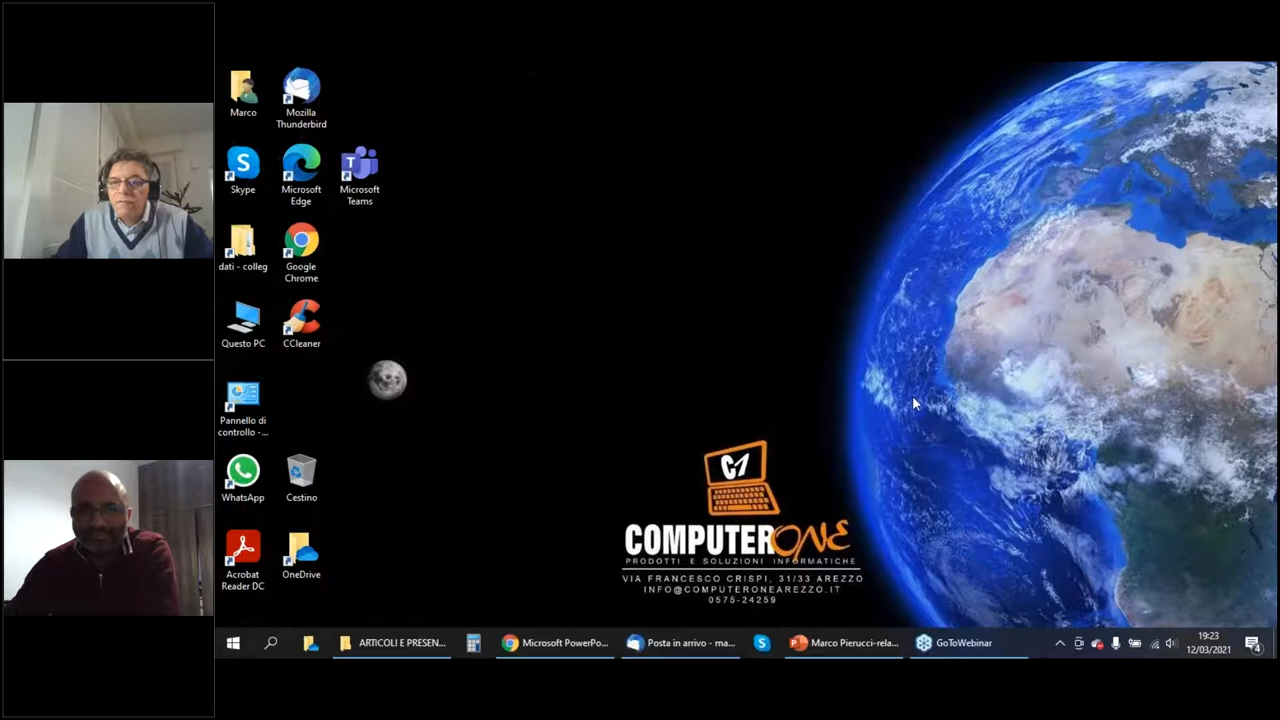 Marco
Mozilla
Thunderbird
Skype
Microsoft
Edge
Microsoft
Teams
dati - colleg
Google
Chrome
Questo PC
CCleaner
Pannello di
controllo -...
WhatsApp
Cestino
Acrobat
Reader DC
OneDrive
C1
COMPUTERONE
PRODOTTI E SOLUZIONI INFORMATICHE
VIA FRANCESCO CRISPI, 31/33 AREZZO
INFO@COMPUTERONEAREZZO.IT
0575-24259
ARTICOLI E PRESEN...
Microsoft PowerPo...
Posta in arrivo - ma...
Marco Pierucci-rela...
GoToWebinar
19:23
12/03/2021
4